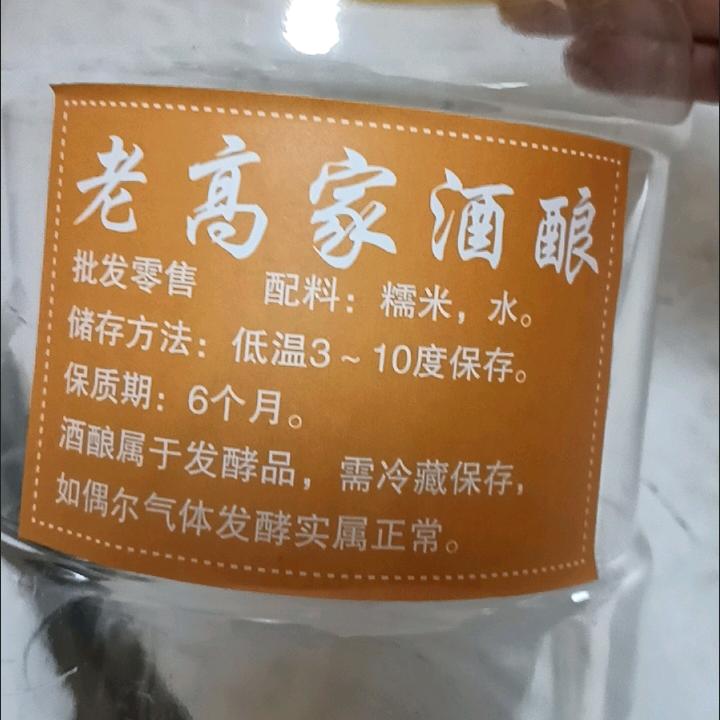 老高家酒酿
批发零售 配料：糯米，水。
储存方法：低温3~10度保存。
保质期：6个月。
酒酿属于发酵品，需冷藏保存，
如偶尔气体发酵实属正常。